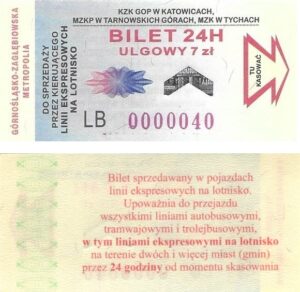 KZK GOP W KATOWICACH,
MZKP W TARNOWSKICH GÓRACH, MZK W TYCHACH
BILET 24H
ULGOWY 7 zł
GÓRNOŚLĄSKO-ZAGŁĘBIOWSKA
METROPOLIA
DO SPRZEDAŻY
PRZEZ KIERUJĄCEGO
LINII EKSPRESOWYCH
NA LOTNISKO
TU
KASOWAĆ
LB 0000040
Bilet sprzedawany w pojazdach
linii ekspresowych na lotnisko.
Upoważnia do przejazdu
wszystkimi liniami autobusowymi,
tramwajowymi i trolejbusowymi,
w tym liniami ekspresowymi na lotnisko
na terenie dwóch i więcej miast (gmin)
przez 24 godziny od momentu skasowania